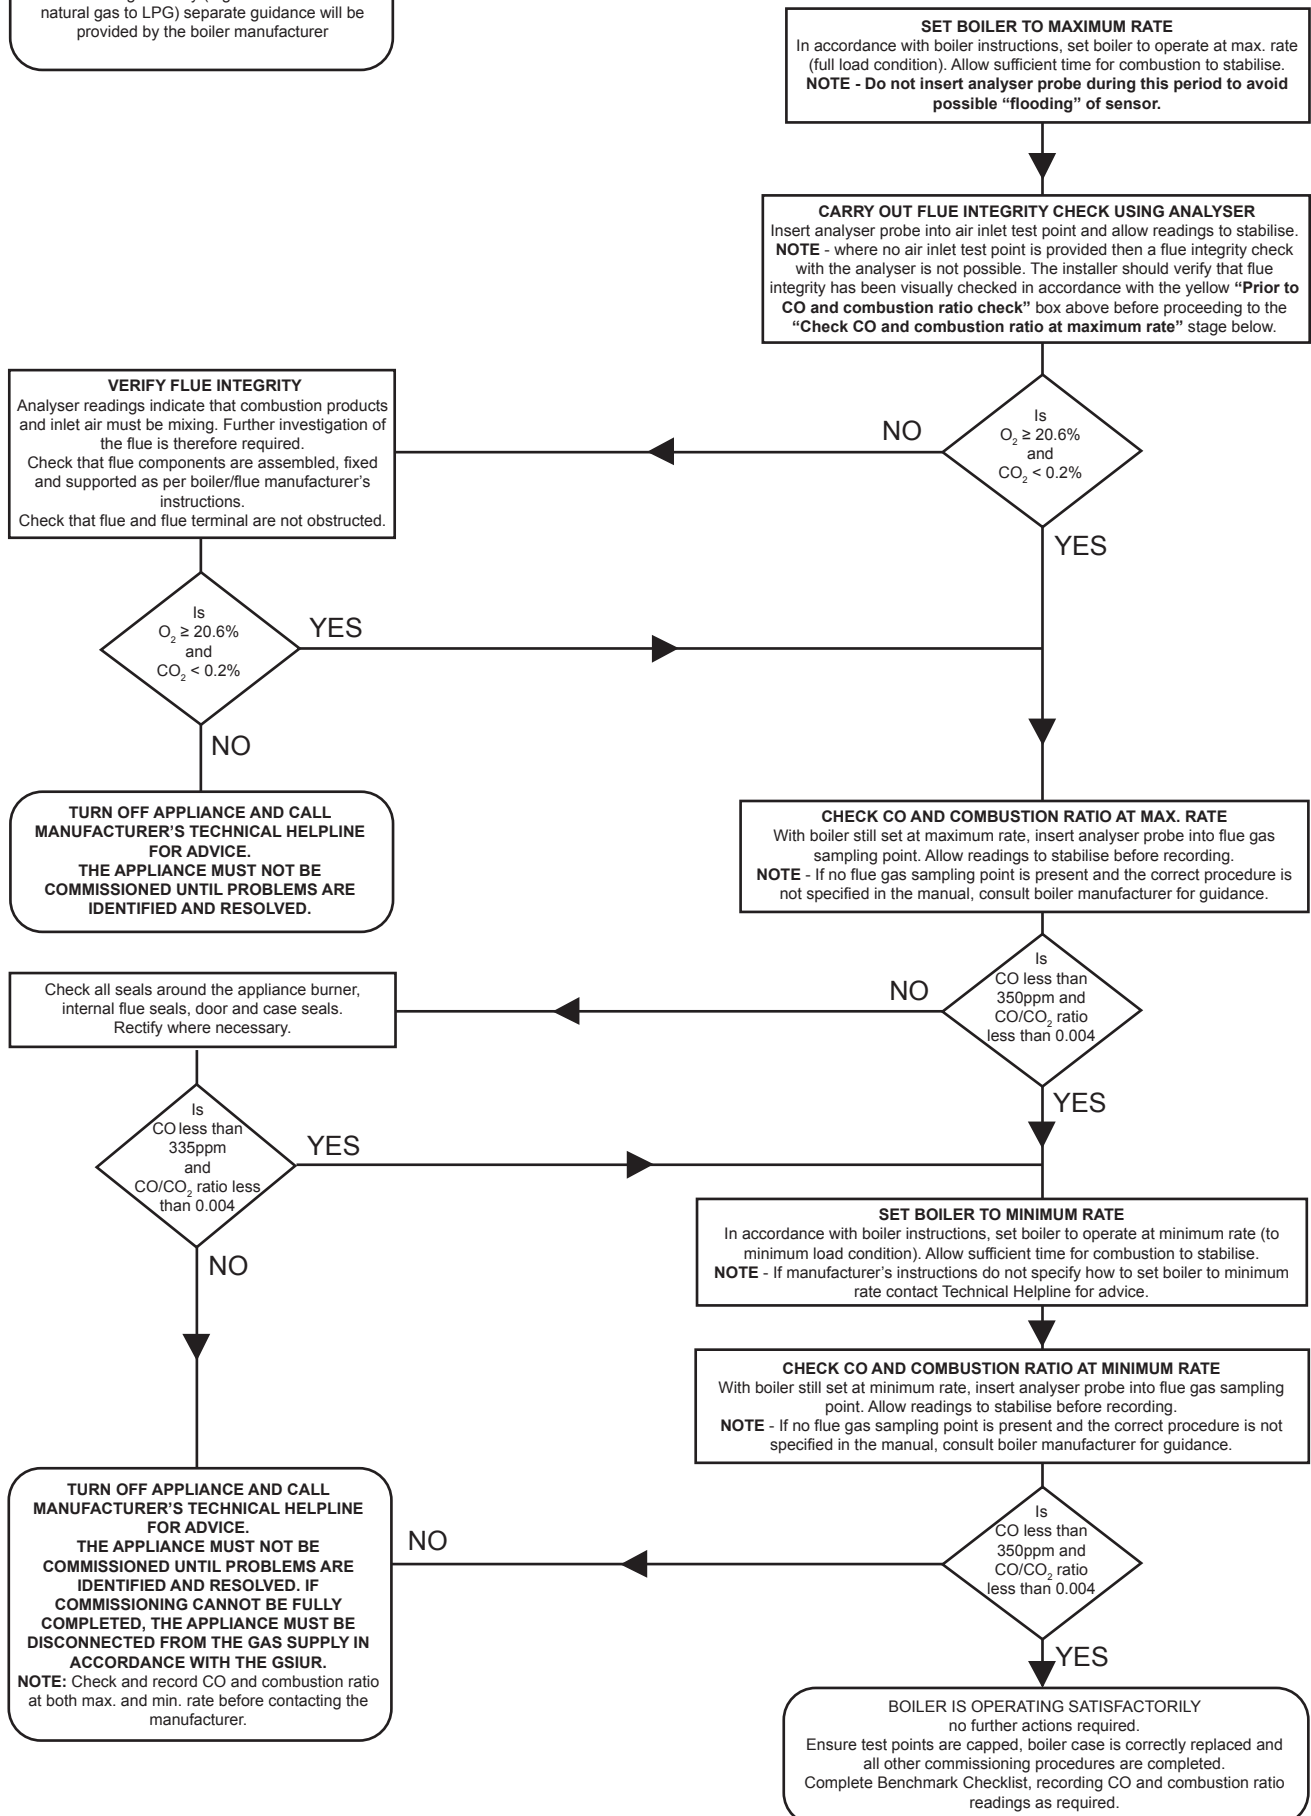 natural gas to LPG) separate guidance will be
provided by the boiler manufacturer
SET BOILER TO MAXIMUM RATE
In accordance with boiler instructions, set boiler to operate at max. rate
(full load condition). Allow sufficient time for combustion to stabilise.
NOTE - Do not insert analyser probe during this period to avoid
possible “flooding” of sensor.
CARRY OUT FLUE INTEGRITY CHECK USING ANALYSER
Insert analyser probe into air inlet test point and allow readings to stabilise.
NOTE - where no air inlet test point is provided then a flue integrity check
with the analyser is not possible. The installer should verify that flue
integrity has been visually checked in accordance with the yellow “Prior to
CO and combustion ratio check” box above before proceeding to the
“Check CO and combustion ratio at maximum rate” stage below.
Is
O₂ ≥ 20.6%
and
CO₂ < 0.2%
NO
YES
VERIFY FLUE INTEGRITY
Analyser readings indicate that combustion products
and inlet air must be mixing. Further investigation of
the flue is therefore required.
Check that flue components are assembled, fixed
and supported as per boiler/flue manufacturer’s
instructions.
Check that flue and flue terminal are not obstructed.
Is
O₂ ≥ 20.6%
and
CO₂ < 0.2%
YES
NO
TURN OFF APPLIANCE AND CALL
MANUFACTURER’S TECHNICAL HELPLINE
FOR ADVICE.
THE APPLIANCE MUST NOT BE
COMMISSIONED UNTIL PROBLEMS ARE
IDENTIFIED AND RESOLVED.
CHECK CO AND COMBUSTION RATIO AT MAX. RATE
With boiler still set at maximum rate, insert analyser probe into flue gas
sampling point. Allow readings to stabilise before recording.
NOTE - If no flue gas sampling point is present and the correct procedure is
not specified in the manual, consult boiler manufacturer for guidance.
Is
CO less than
350ppm and
CO/CO₂ ratio
less than 0.004
NO
YES
Check all seals around the appliance burner,
internal flue seals, door and case seals.
Rectify where necessary.
Is
CO less than
335ppm
and
CO/CO₂ ratio less
than 0.004
YES
NO
SET BOILER TO MINIMUM RATE
In accordance with boiler instructions, set boiler to operate at minimum rate (to
minimum load condition). Allow sufficient time for combustion to stabilise.
NOTE - If manufacturer’s instructions do not specify how to set boiler to minimum
rate contact Technical Helpline for advice.
CHECK CO AND COMBUSTION RATIO AT MINIMUM RATE
With boiler still set at minimum rate, insert analyser probe into flue gas sampling
point. Allow readings to stabilise before recording.
NOTE - If no flue gas sampling point is present and the correct procedure is not
specified in the manual, consult boiler manufacturer for guidance.
Is
CO less than
350ppm and
CO/CO₂ ratio
less than 0.004
NO
YES
TURN OFF APPLIANCE AND CALL
MANUFACTURER’S TECHNICAL HELPLINE
FOR ADVICE.
THE APPLIANCE MUST NOT BE
COMMISSIONED UNTIL PROBLEMS ARE
IDENTIFIED AND RESOLVED. IF
COMMISSIONING CANNOT BE FULLY
COMPLETED, THE APPLIANCE MUST BE
DISCONNECTED FROM THE GAS SUPPLY IN
ACCORDANCE WITH THE GSIUR.
NOTE: Check and record CO and combustion ratio
at both max. and min. rate before contacting the
manufacturer.
BOILER IS OPERATING SATISFACTORILY
no further actions required.
Ensure test points are capped, boiler case is correctly replaced and
all other commissioning procedures are completed.
Complete Benchmark Checklist, recording CO and combustion ratio
readings as required.